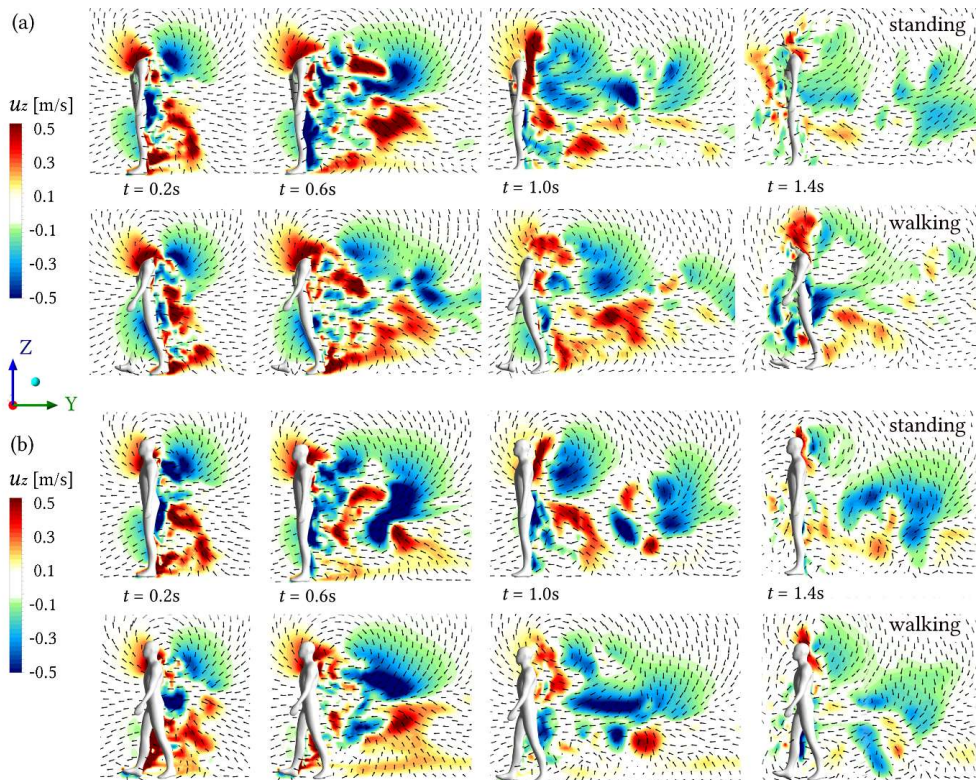 (a)
standing
uz [m/s]
0.5
0.3
0.1
-0.1
-0.3
-0.5
t = 0.2s
t = 0.6s
t = 1.0s
t = 1.4s
walking
Z
Y
(b)
standing
uz [m/s]
0.5
0.3
0.1
-0.1
-0.3
-0.5
t = 0.2s
t = 0.6s
t = 1.0s
t = 1.4s
walking